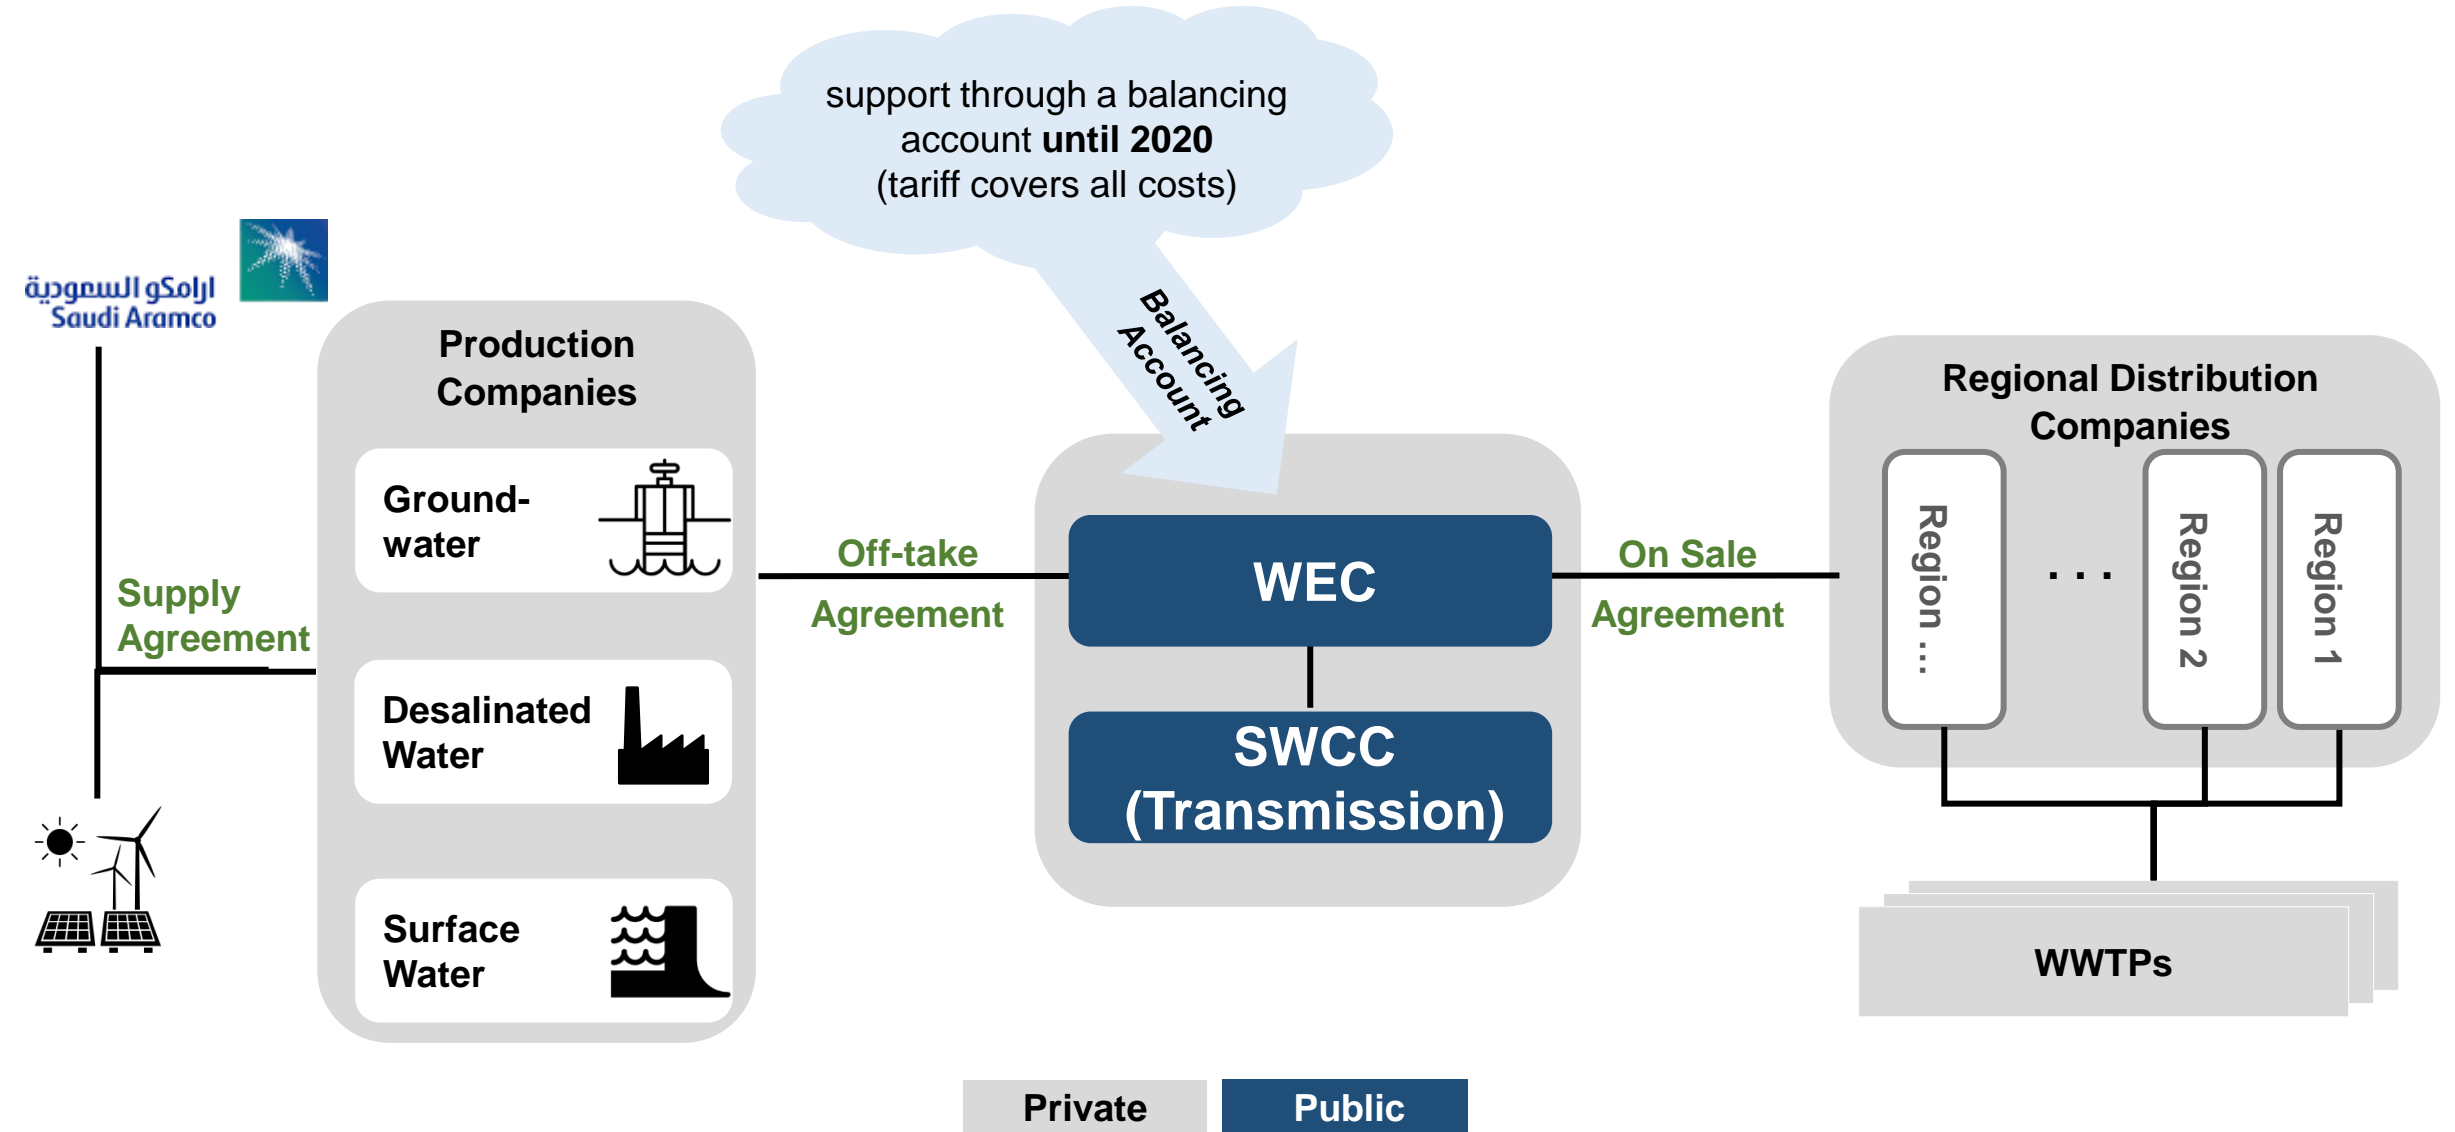 support through a balancing
account until 2020
(tariff covers all costs)
Balancing
Account
ارامكو السعودية
Saudi Aramco
Supply
Agreement
Production
Companies
Ground-
water
Desalinated
Water
Surface
Water
Off-take
Agreement
WEC
SWCC
(Transmission)
On Sale
Agreement
Regional Distribution
Companies
Region ...
. . .
Region 2
Region 1
WWTPs
Private
Public